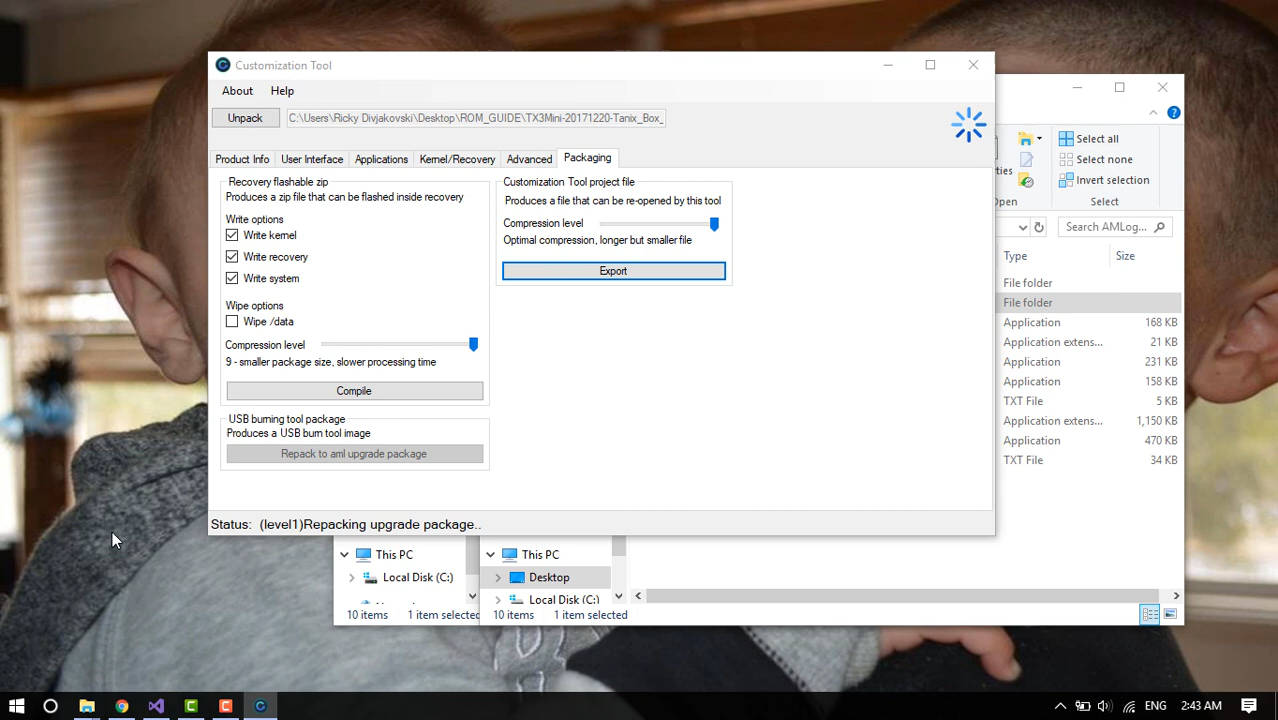 Customization Tool
About Help
Unpack C:\Users\Ricky Divjakovski\Desktop\ROM_GUIDE\TX3Mini-20171220-Tanix_Box_
Product Info User Interface Applications Kernel/Recovery Advanced Packaging
Recovery flashable zip
Produces a zip file that can be flashed inside recovery
Write options
Write kernel
Write recovery
Write system
Wipe options
Wipe /data
Compression level
9 - smaller package size, slower processing time
Compile
USB burning tool package
Produces a USB burn tool image
Repack to aml upgrade package
Customization Tool project file
Produces a file that can be re-opened by this tool
Compression level
Optimal compression, longer but smaller file
Export
Status: (level1)Repacking upgrade package..
Select all
Select none
Invert selection
Select
Search AMLog...
Type Size
File folder
File folder
Application 168 KB
Application extens... 21 KB
Application 231 KB
Application 158 KB
TXT File 5 KB
Application extens... 1,150 KB
Application 470 KB
TXT File 34 KB
This PC
Local Disk (C:)
10 items 1 item selected
This PC
Desktop
Local Disk (C:)
10 items 1 item selected
ENG 2:43 AM